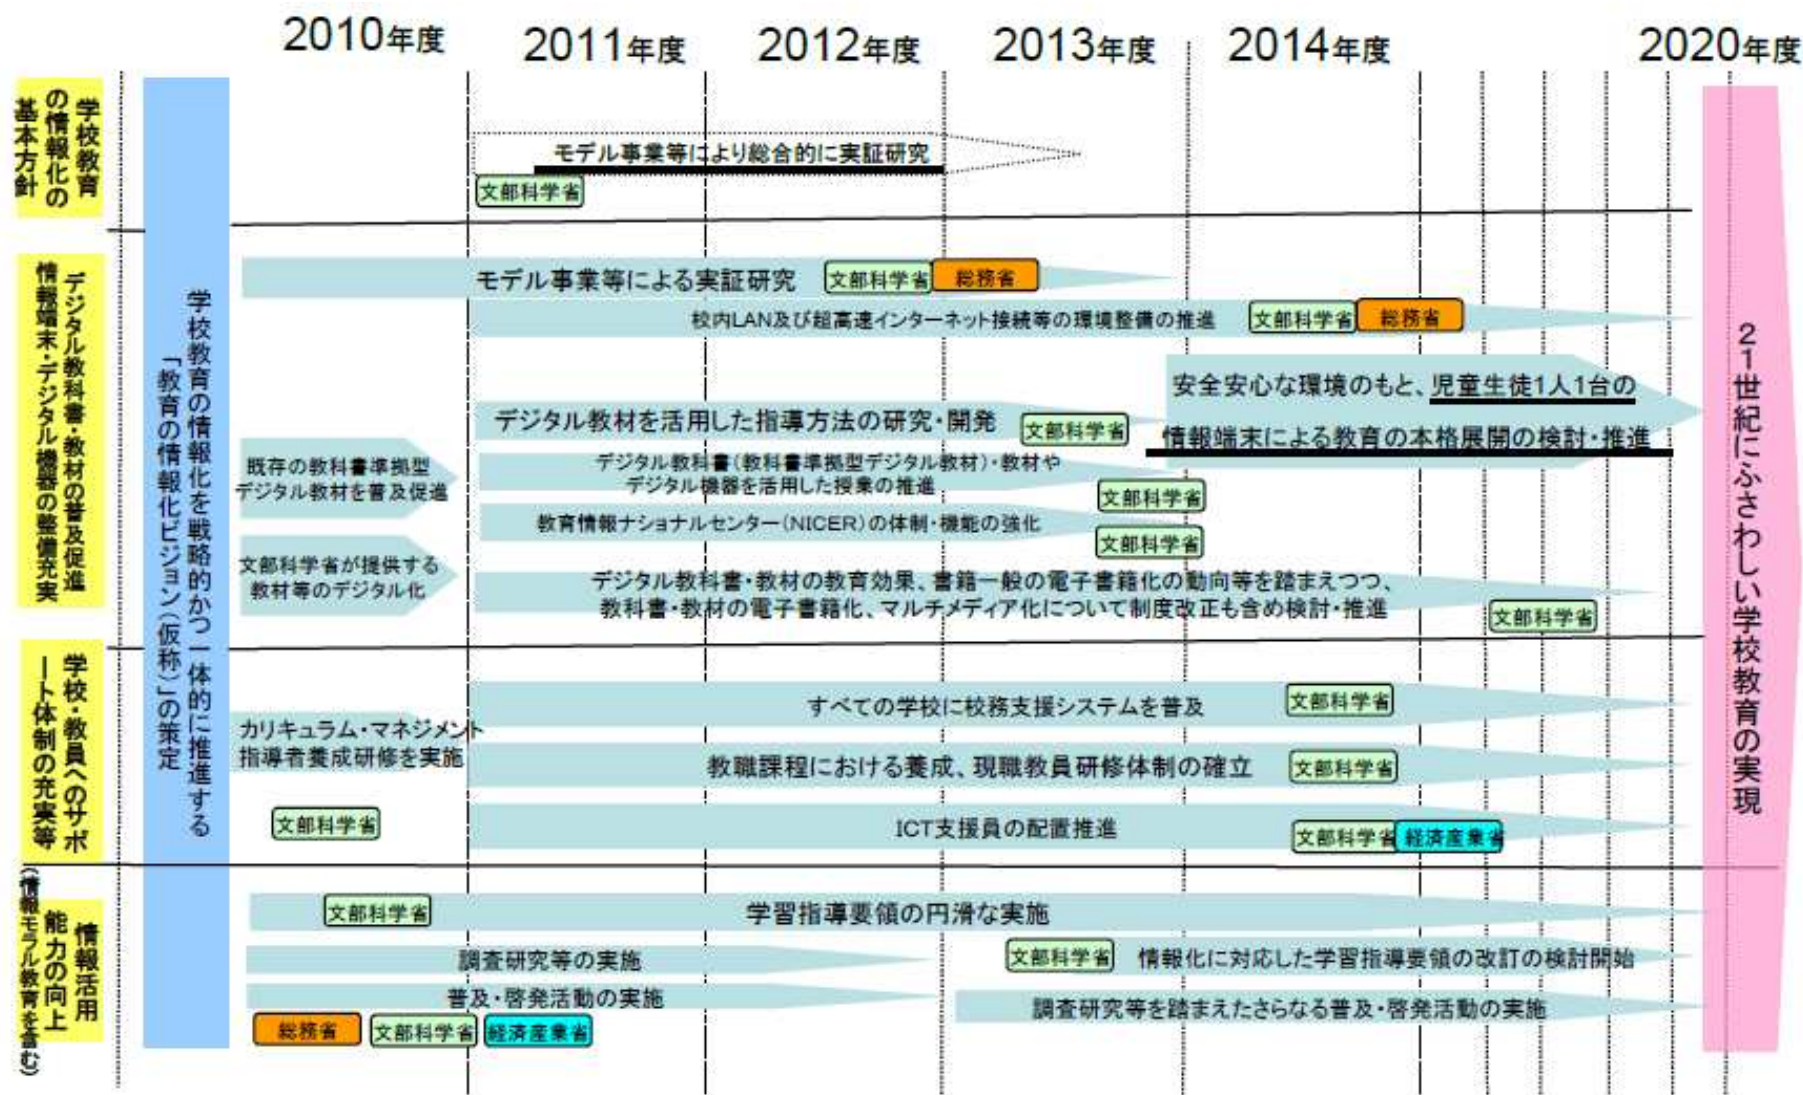 2010年度
2011年度
2012年度
2013年度
2014年度
2020年度
学校教育
の情報化の
基本方針
学校教育の情報化を戦略的かつ一体的に推進する
「教育の情報化ビジョン(仮称)」の策定
モデル事業等により総合的に実証研究
文部科学省
デジタル教科書・教材の普及促進
情報端末・デジタル機器の整備充実
モデル事業等による実証研究
文部科学省
総務省
校内LAN及び超高速インターネット接続等の環境整備の推進
文部科学省
総務省
安全安心な環境のもと、児童生徒1人1台の
情報端末による教育の本格展開の検討・推進
デジタル教材を活用した指導方法の研究・開発
文部科学省
既存の教科書準拠型
デジタル教材を普及促進
デジタル教科書(教科書準拠型デジタル教材)・教材や
デジタル機器を活用した授業の推進
文部科学省
教育情報ナショナルセンター(NICER)の体制・機能の強化
文部科学省
文部科学省が提供する
教材等のデジタル化
デジタル教科書・教材の教育効果、書籍一般の電子書籍化の動向等を踏まえつつ、
教科書・教材の電子書籍化、マルチメディア化について制度改正も含め検討・推進
文部科学省
学校・教員へのサポ
ート体制の充実等
すべての学校に校務支援システムを普及
文部科学省
カリキュラム・マネジメント
指導者養成研修を実施
教職課程における養成、現職教員研修体制の確立
文部科学省
文部科学省
ICT支援員の配置推進
文部科学省
経済産業省
情報活用
能力の向上
(情報モラル教育を含む)
文部科学省
学習指導要領の円滑な実施
調査研究等の実施
文部科学省
情報化に対応した学習指導要領の改訂の検討開始
普及・啓発活動の実施
調査研究等を踏まえたさらなる普及・啓発活動の実施
総務省
文部科学省
経済産業省
21世紀にふさわしい学校教育の実現